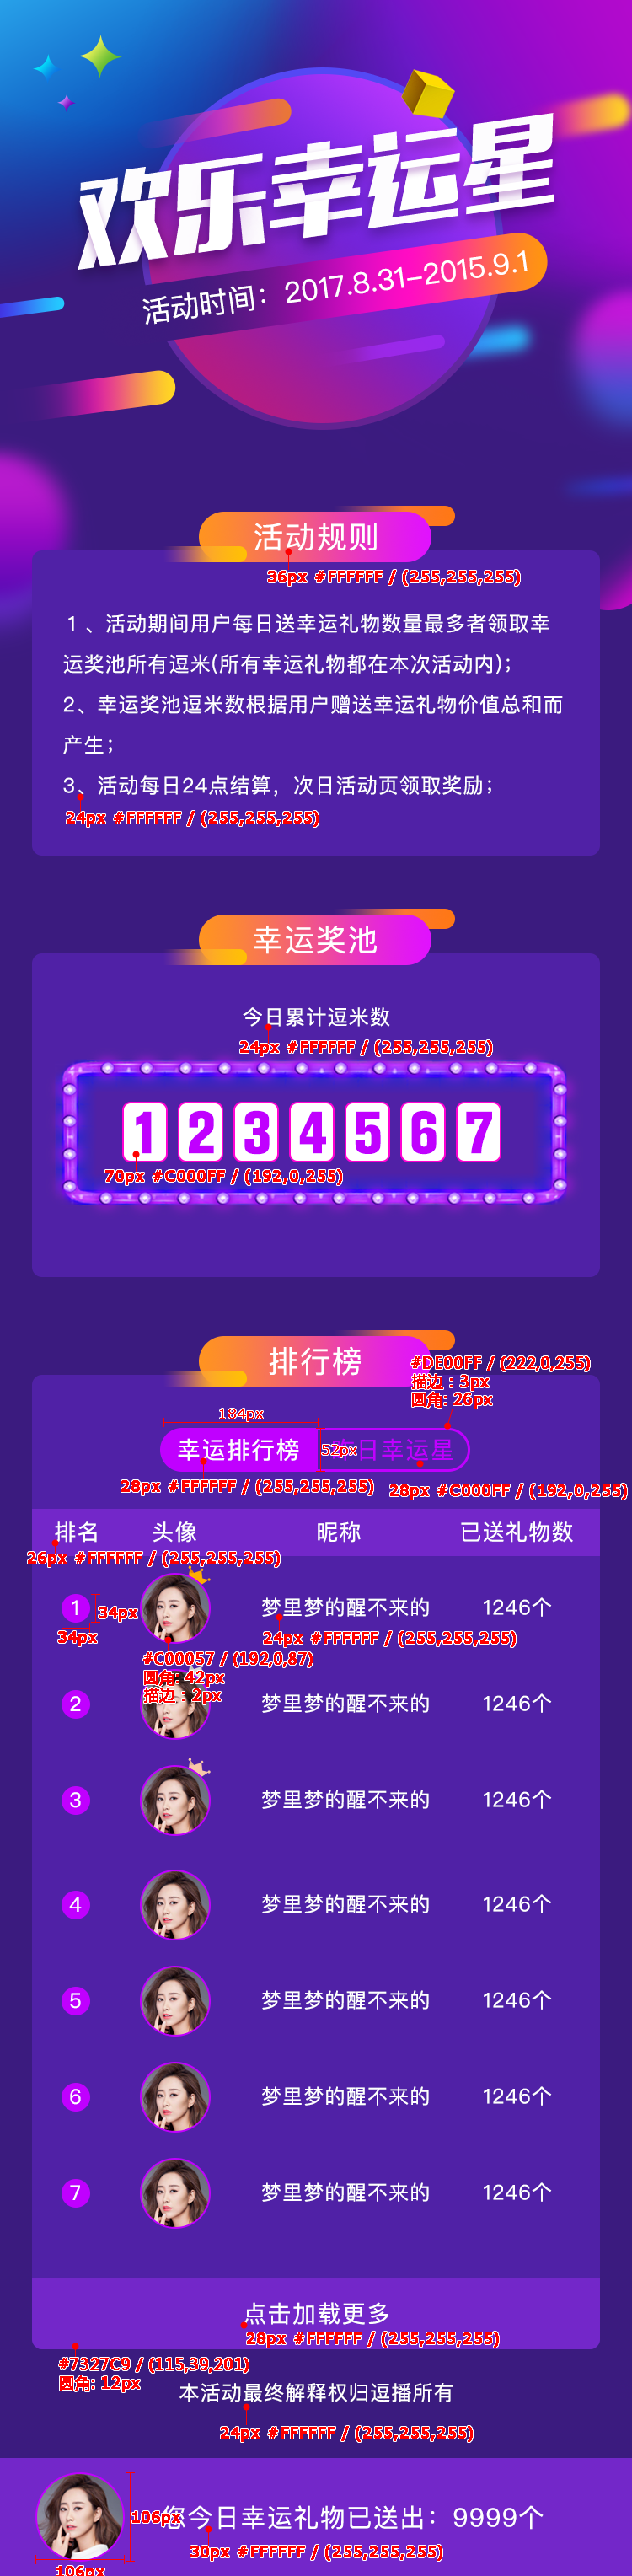 欢乐幸运星
活动时间：2017.8.31-2015.9.1
活动规则
36px #FFFFFF / (255,255,255)
1 、活动期间用户每日送幸运礼物数量最多者领取幸
运奖池所有逗米(所有幸运礼物都在本次活动内)；
2、幸运奖池逗米数根据用户赠送幸运礼物价值总和而
产生；
3、活动每日24点结算，次日活动页领取奖励；
24px #FFFFFF / (255,255,255)
幸运奖池
今日累计逗米数
24px #FFFFFF / (255,255,255)
1 2 3 4 5 6 7
70px #C000FF / (192,0,255)
排行榜
#DE00FF / (222,0,255)
描边 : 3px
圆角: 26px
184px
幸运排行榜 52px 昨日幸运星
28px #FFFFFF / (255,255,255) 28px #C000FF / (192,0,255)
排名 头像 昵称 已送礼物数
26px #FFFFFF / (255,255,255)
1 34px 梦里梦的醒不来的 1246个
34px 24px #FFFFFF / (255,255,255)
#C00057 / (192,0,87)
圆角: 42px
描边 : 2px
2 梦里梦的醒不来的 1246个
3 梦里梦的醒不来的 1246个
4 梦里梦的醒不来的 1246个
5 梦里梦的醒不来的 1246个
6 梦里梦的醒不来的 1246个
7 梦里梦的醒不来的 1246个
点击加载更多
28px #FFFFFF / (255,255,255)
#7327C9 / (115,39,201)
圆角: 12px
本活动最终解释权归逗播所有
24px #FFFFFF / (255,255,255)
106px 您今日幸运礼物已送出：9999个
30px #FFFFFF / (255,255,255)
106px